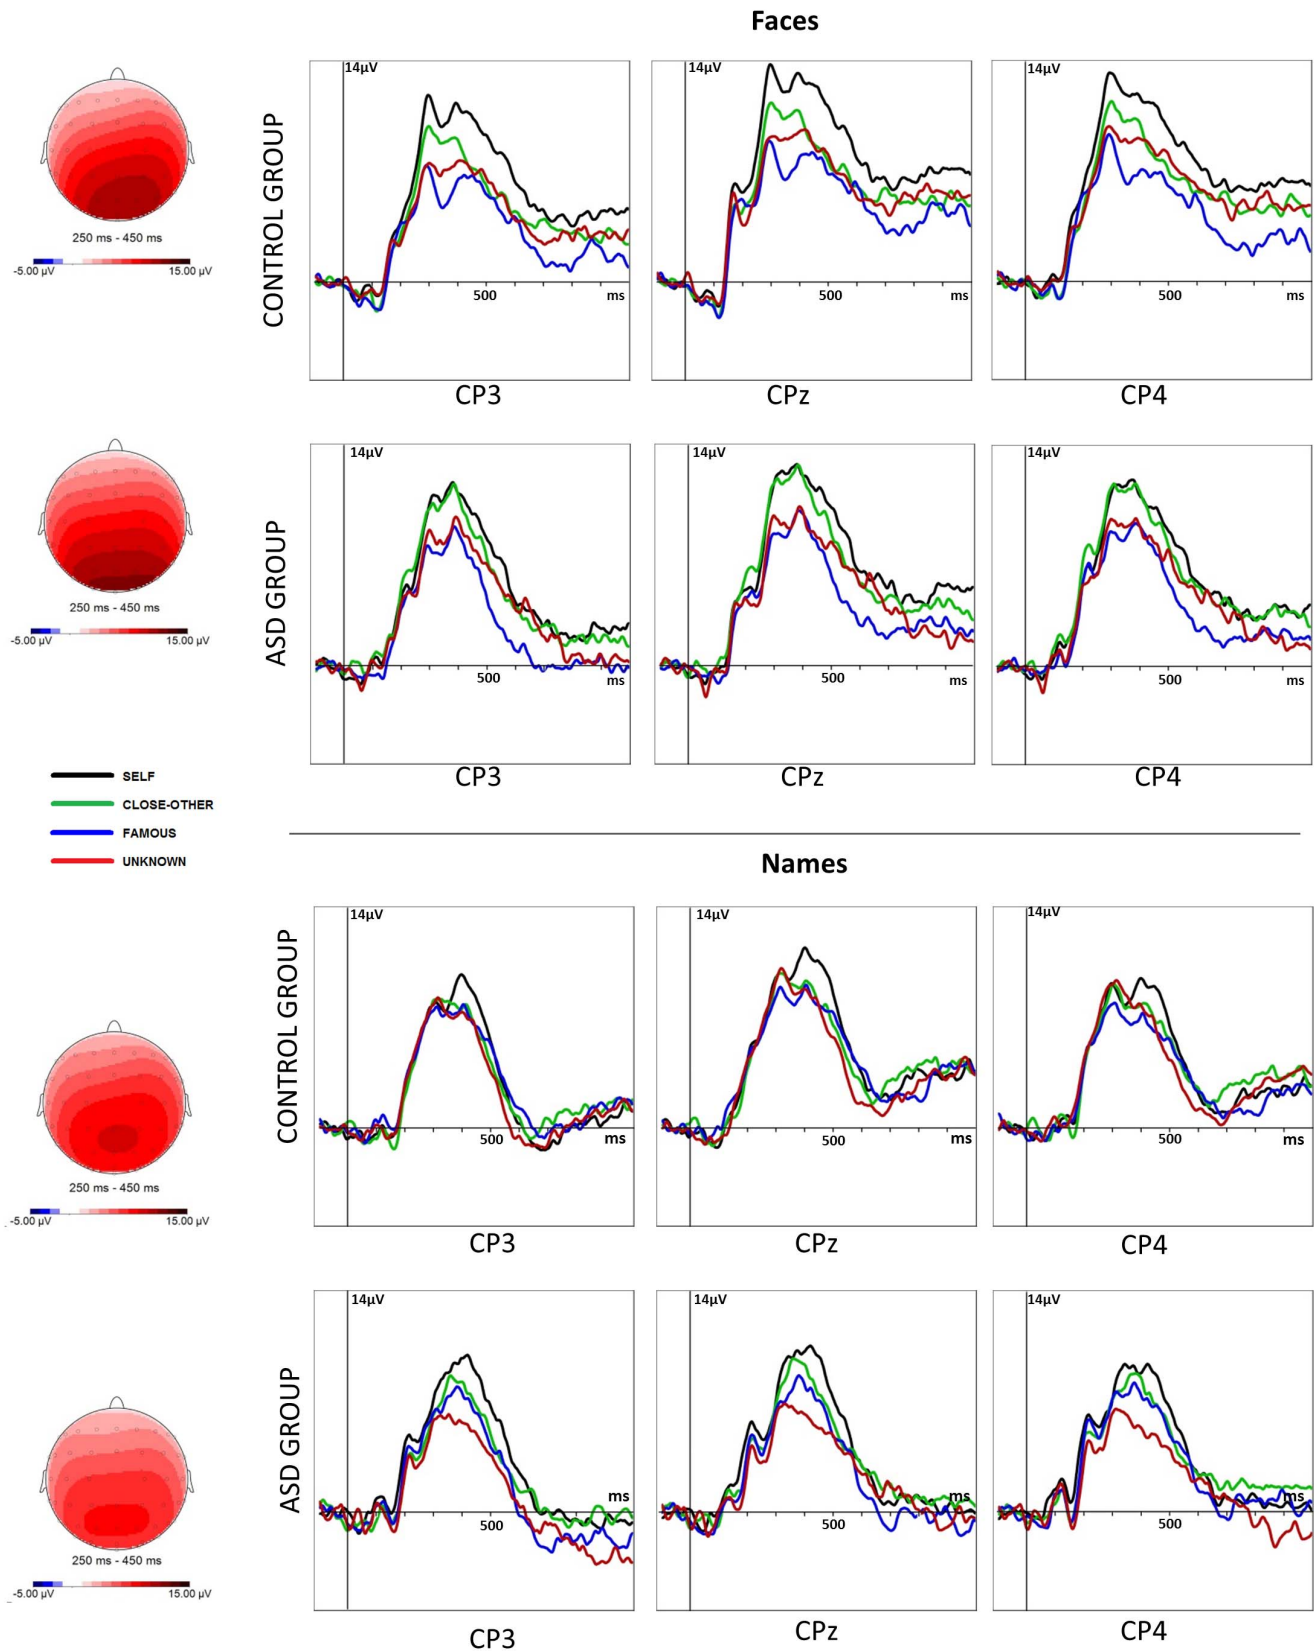 Faces
CONTROL GROUP
250 ms - 450 ms
-5.00 µV 15.00 µV
14µV
500 ms
CP3
14µV
500 ms
CPz
14µV
500 ms
CP4
ASD GROUP
250 ms - 450 ms
-5.00 µV 15.00 µV
14µV
500 ms
CP3
14µV
500 ms
CPz
14µV
500 ms
CP4
SELF
CLOSE-OTHER
FAMOUS
UNKNOWN
Names
CONTROL GROUP
250 ms - 450 ms
-5.00 µV 15.00 µV
14µV
500 ms
CP3
14µV
500 ms
CPz
14µV
500 ms
CP4
ASD GROUP
250 ms - 450 ms
-5.00 µV 15.00 µV
14µV
ms
500
CP3
14µV
ms
500
CPz
14µV
ms
500
CP4